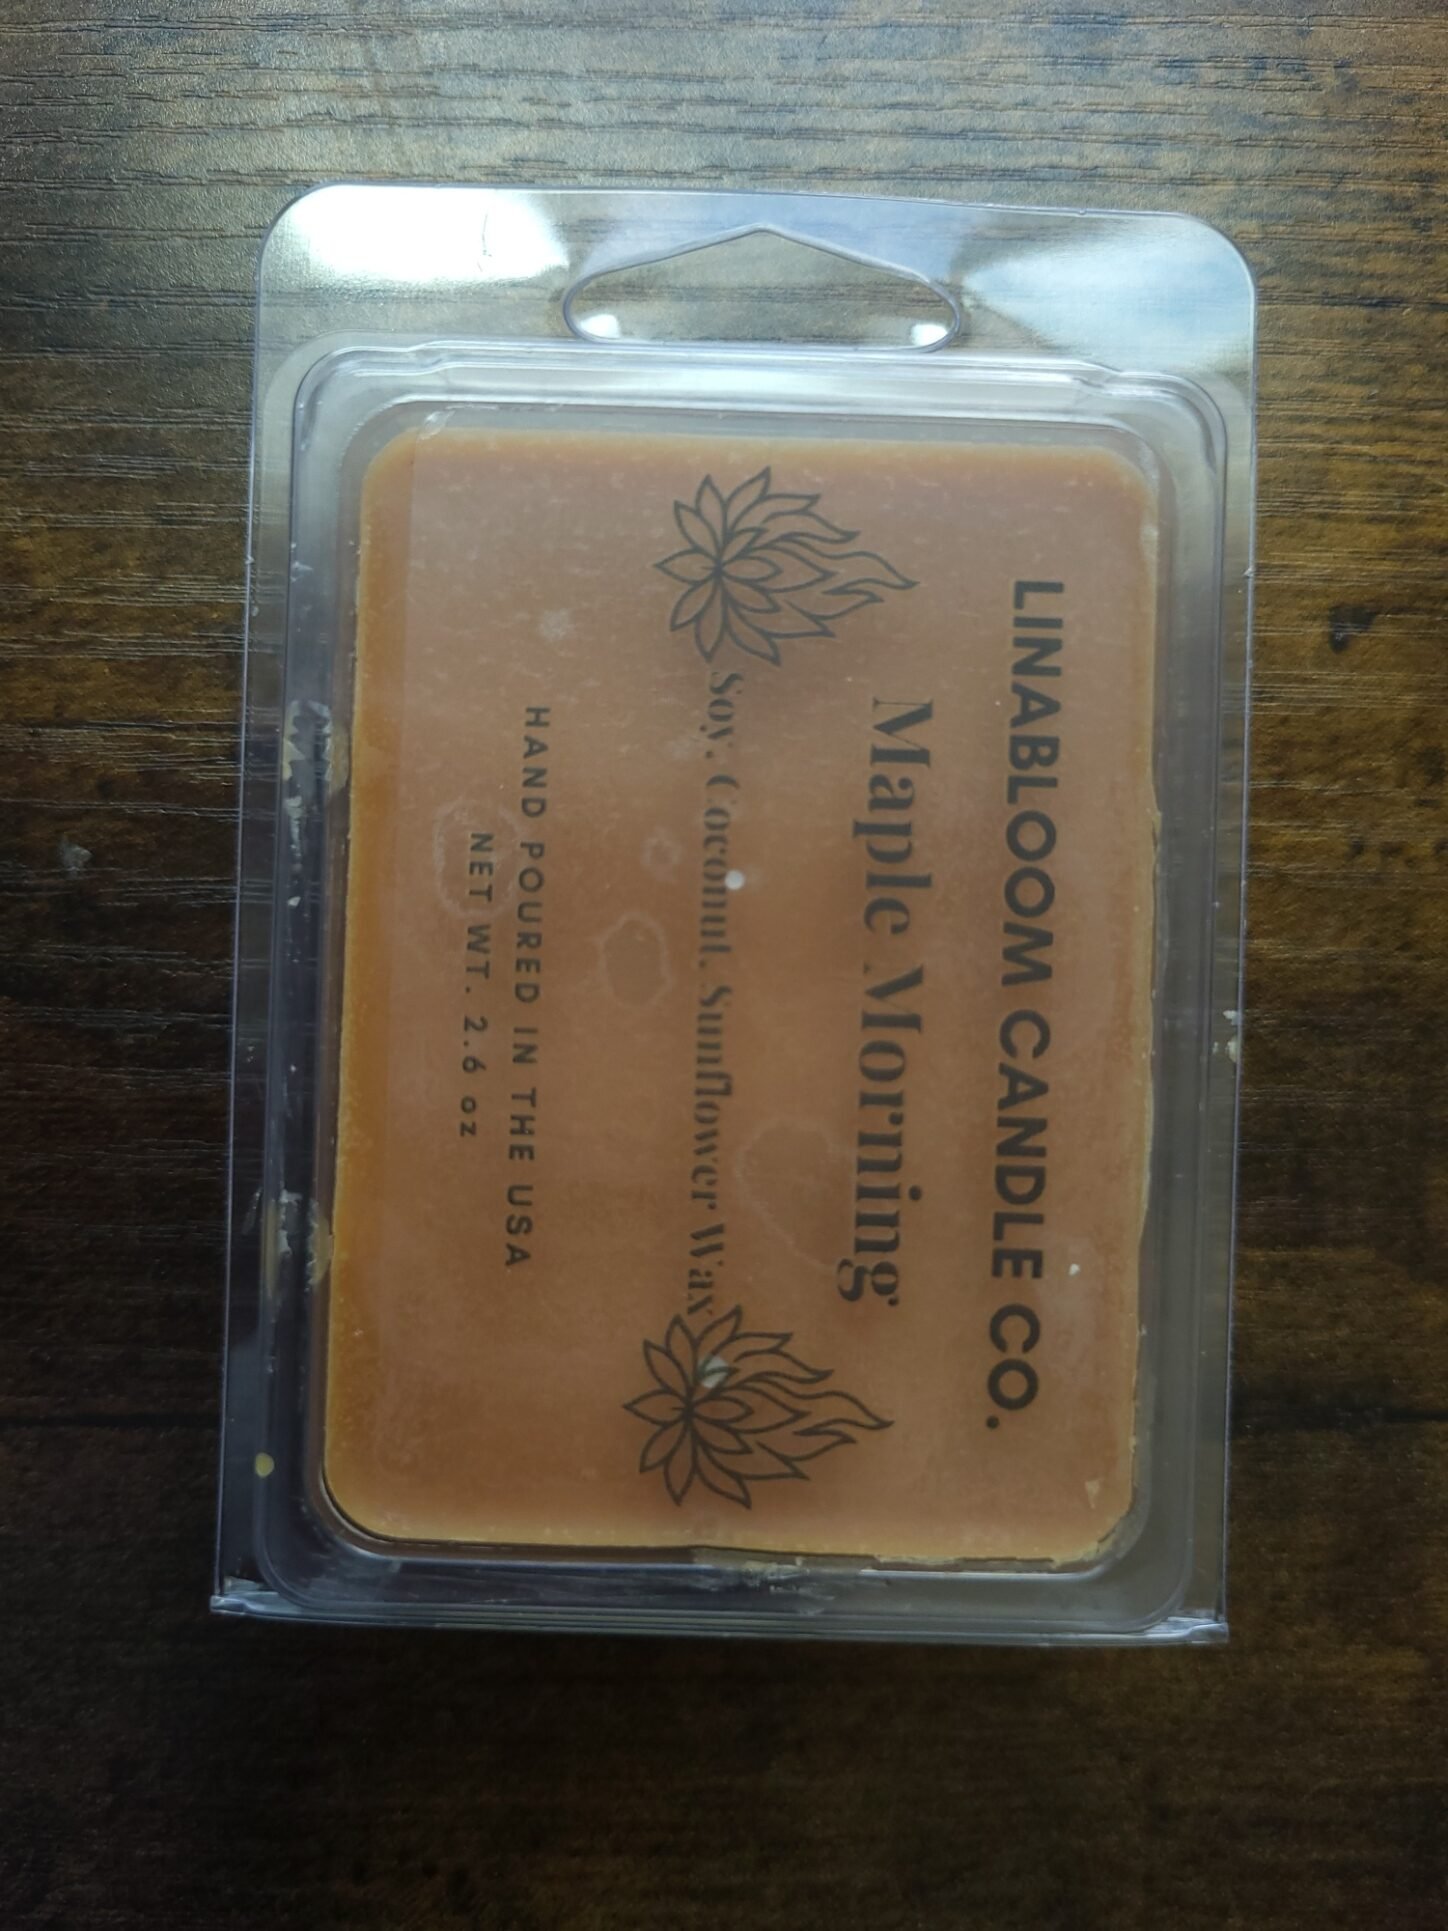 LINABLOOM CANDLE CO.
Maple Morning
Soy, Coconut, Sunflower Wax
HAND POURED IN THE USA
NET WT. 2.6 oz